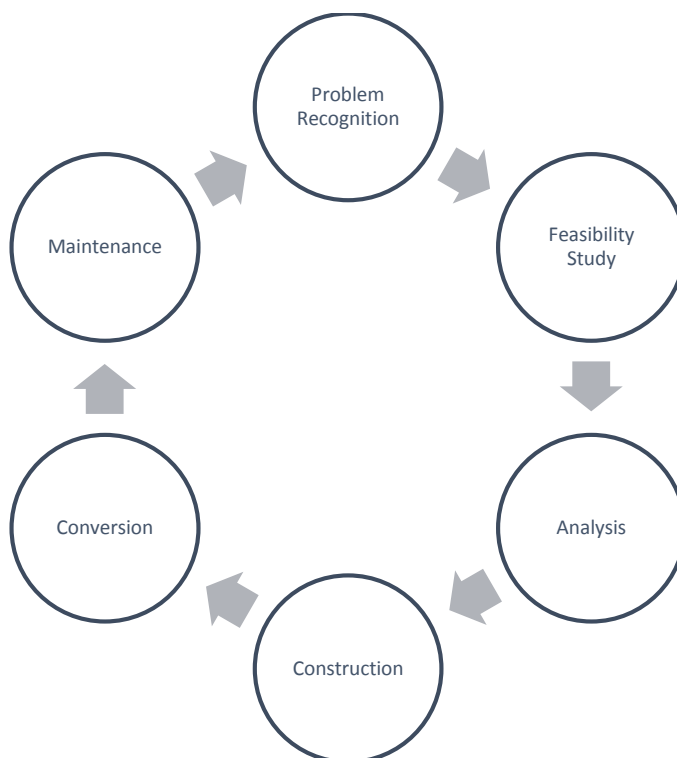 Problem
Recognition
Feasibility
Study
Analysis
Construction
Conversion
Maintenance